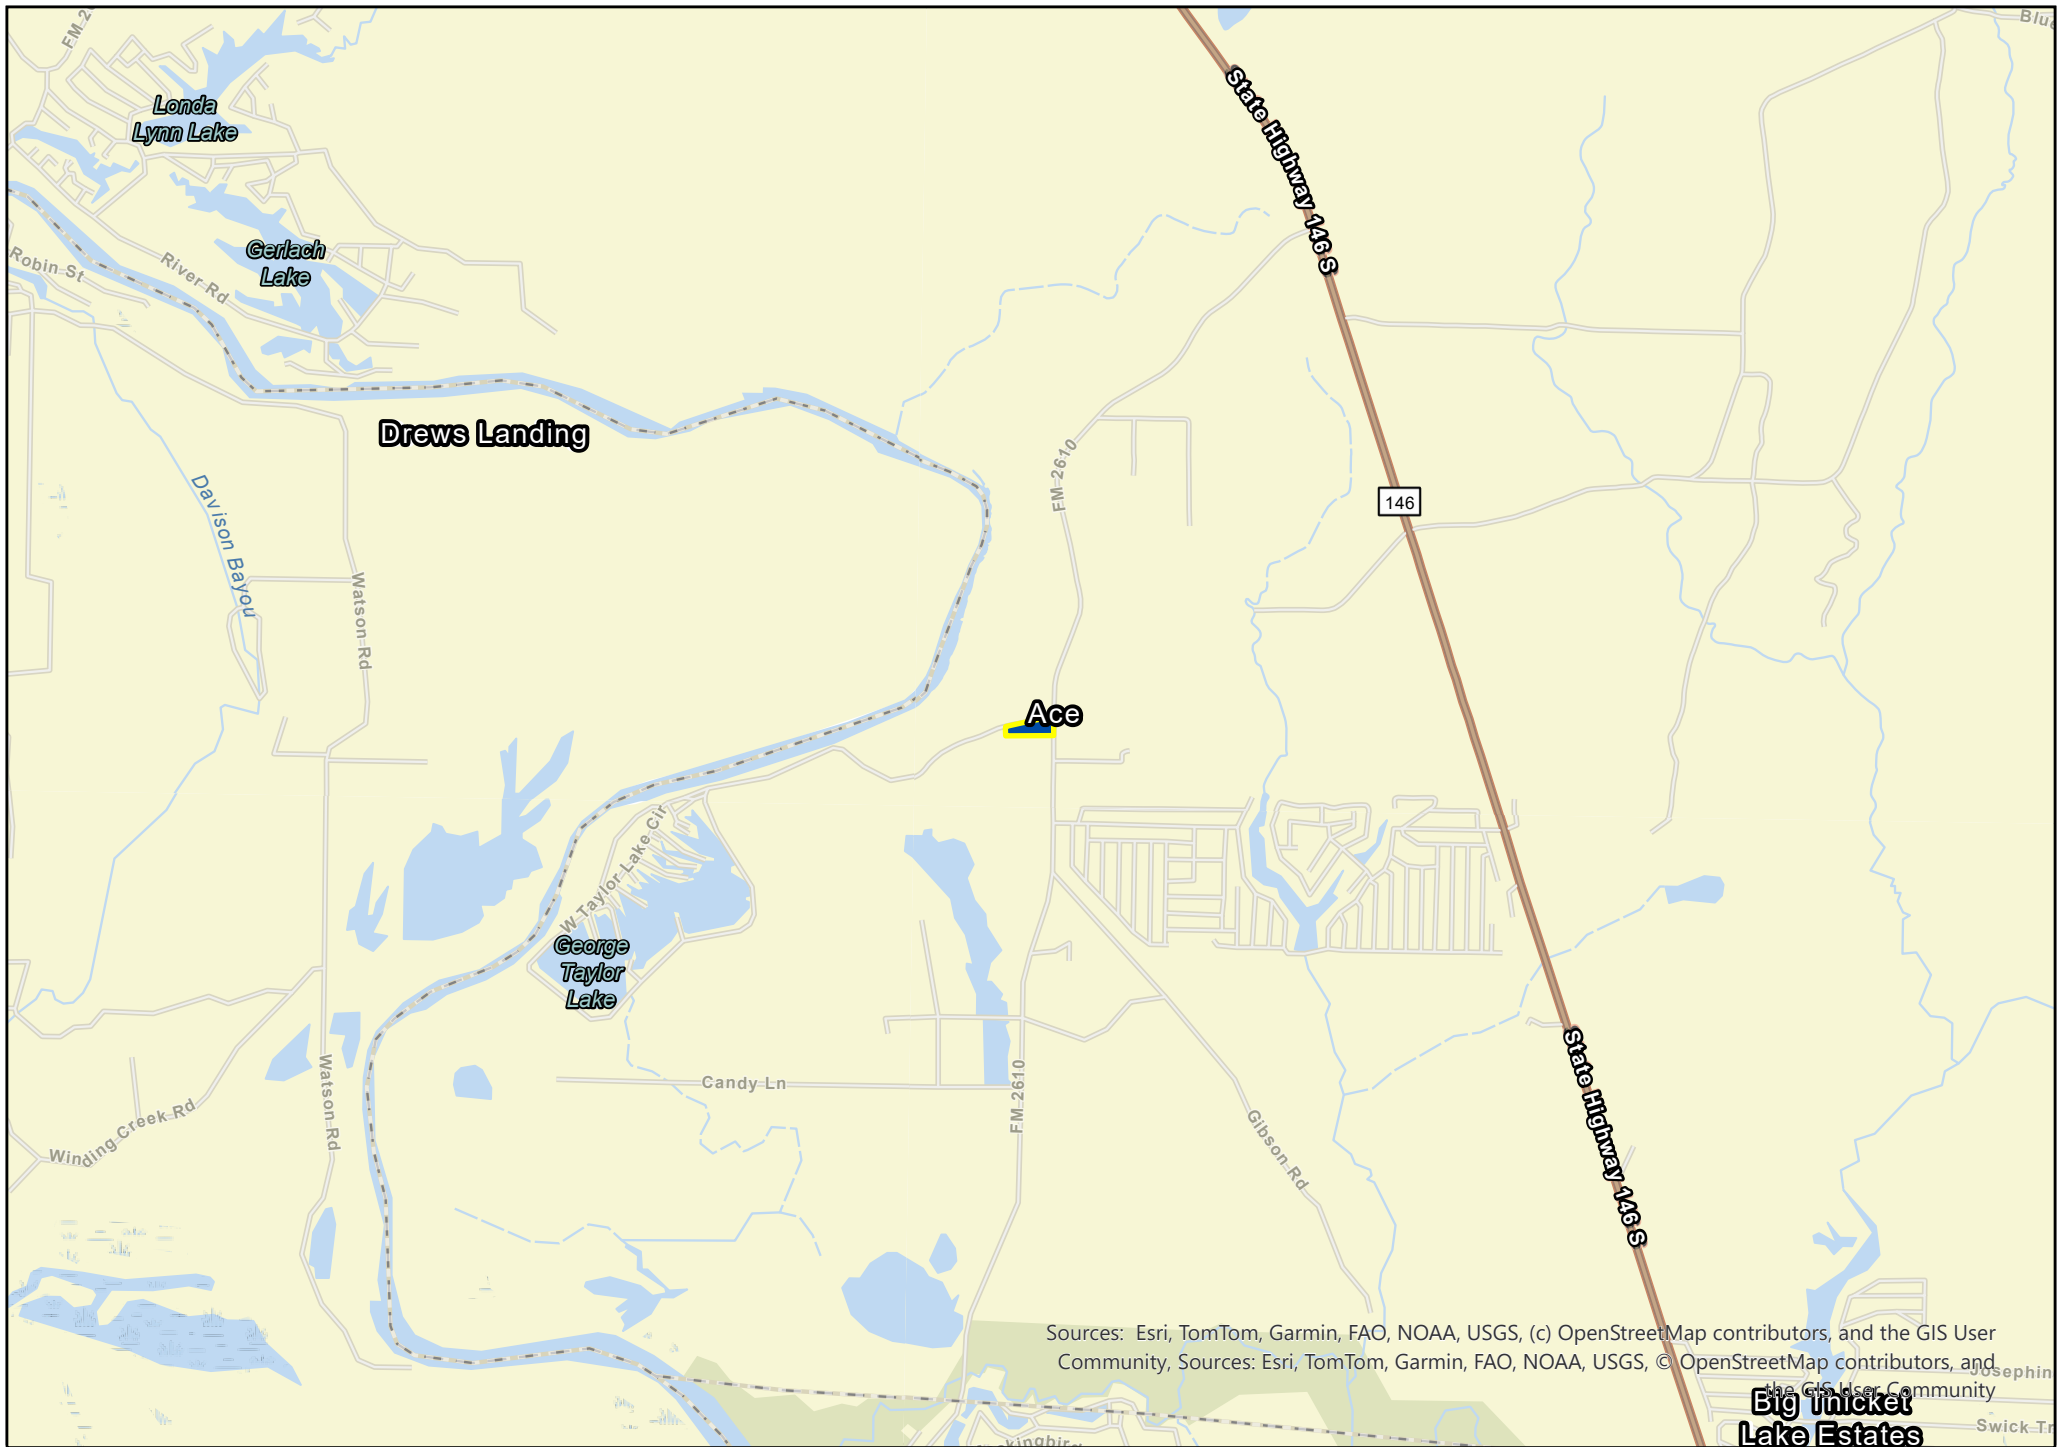 Blue
Londa
Lynn Lake
State Highway 146 S
Gerlach
Lake
Robin St
River Rd
Drews Landing
FM 2610
146
Davison Bayou
Watson Rd
Ace
W Taylor Lake Cir
George
Taylor
Lake
Candy Ln
FM 2610
Watson Rd
Winding Creek Rd
Gibson Rd
State Highway 146 S
Sources: Esri, TomTom, Garmin, FAO, NOAA, USGS, (c) OpenStreetMap contributors, and the GIS User
Community, Sources: Esri, TomTom, Garmin, FAO, NOAA, USGS, © OpenStreetMap contributors, and
the GIS User Community
Josephin
Big Thicket
Lake Estates
Swick Tr